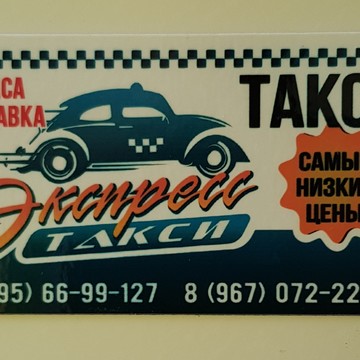 СА
АВКА
ТАКС
Экспресс
ТАКСИ
САМЫ
НИЗКИ
ЦЕНЫ
95) 66-99-127 8 (967) 072-22